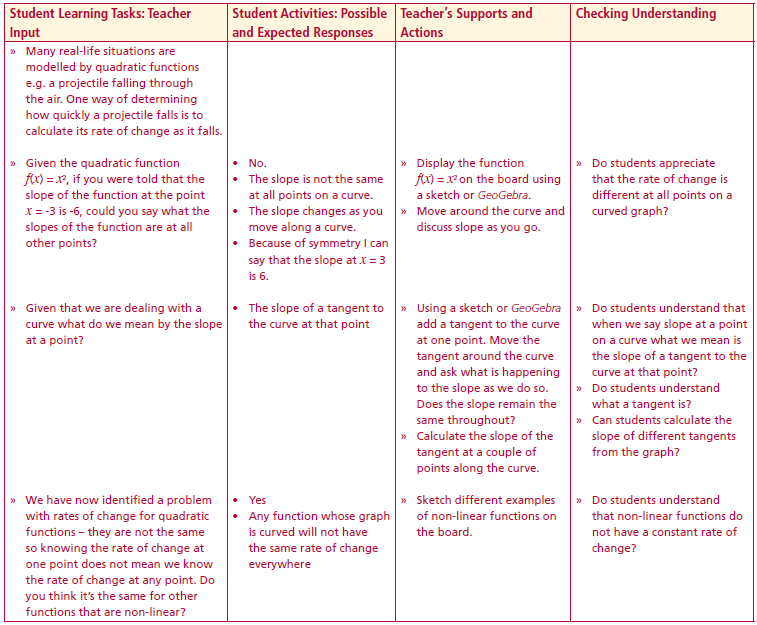 Student Learning Tasks: Teacher
Input
Student Activities: Possible
and Expected Responses
Teacher's Supports and
Actions
Checking Understanding
» Many real-life situations are
modelled by quadratic functions
e.g. a projectile falling through
the air. One way of determining
how quickly a projectile falls is to
calculate its rate of change as it falls.
» Given the quadratic function
f(x) = x², if you were told that the
slope of the function at the point
x = -3 is -6, could you say what the
slopes of the function are at all
other points?
• No.
• The slope is not the same
at all points on a curve.
• The slope changes as you
move along a curve.
• Because of symmetry I can
say that the slope at x = 3
is 6.
» Display the function
f(x) = x² on the board using
a sketch or GeoGebra.
» Move around the curve and
discuss slope as you go.
» Do students appreciate
that the rate of change is
different at all points on a
curved graph?
» Given that we are dealing with a
curve what do we mean by the slope
at a point?
• The slope of a tangent to
the curve at that point
» Using a sketch or GeoGebra
add a tangent to the curve
at one point. Move the
tangent around the curve
and ask what is happening
to the slope as we do so.
Does the slope remain the
same throughout?
» Calculate the slope of the
tangent at a couple of
points along the curve.
» Do students understand that
when we say slope at a point
on a curve what we mean is
the slope of a tangent to the
curve at that point?
» Do students understand
what a tangent is?
» Can students calculate the
slope of different tangents
from the graph?
» We have now identified a problem
with rates of change for quadratic
functions – they are not the same
so knowing the rate of change at
one point does not mean we know
the rate of change at any point. Do
you think it's the same for other
functions that are non-linear?
• Yes
• Any function whose graph
is curved will not have
the same rate of change
everywhere
» Sketch different examples
of non-linear functions on
the board.
» Do students understand
that non-linear functions do
not have a constant rate of
change?